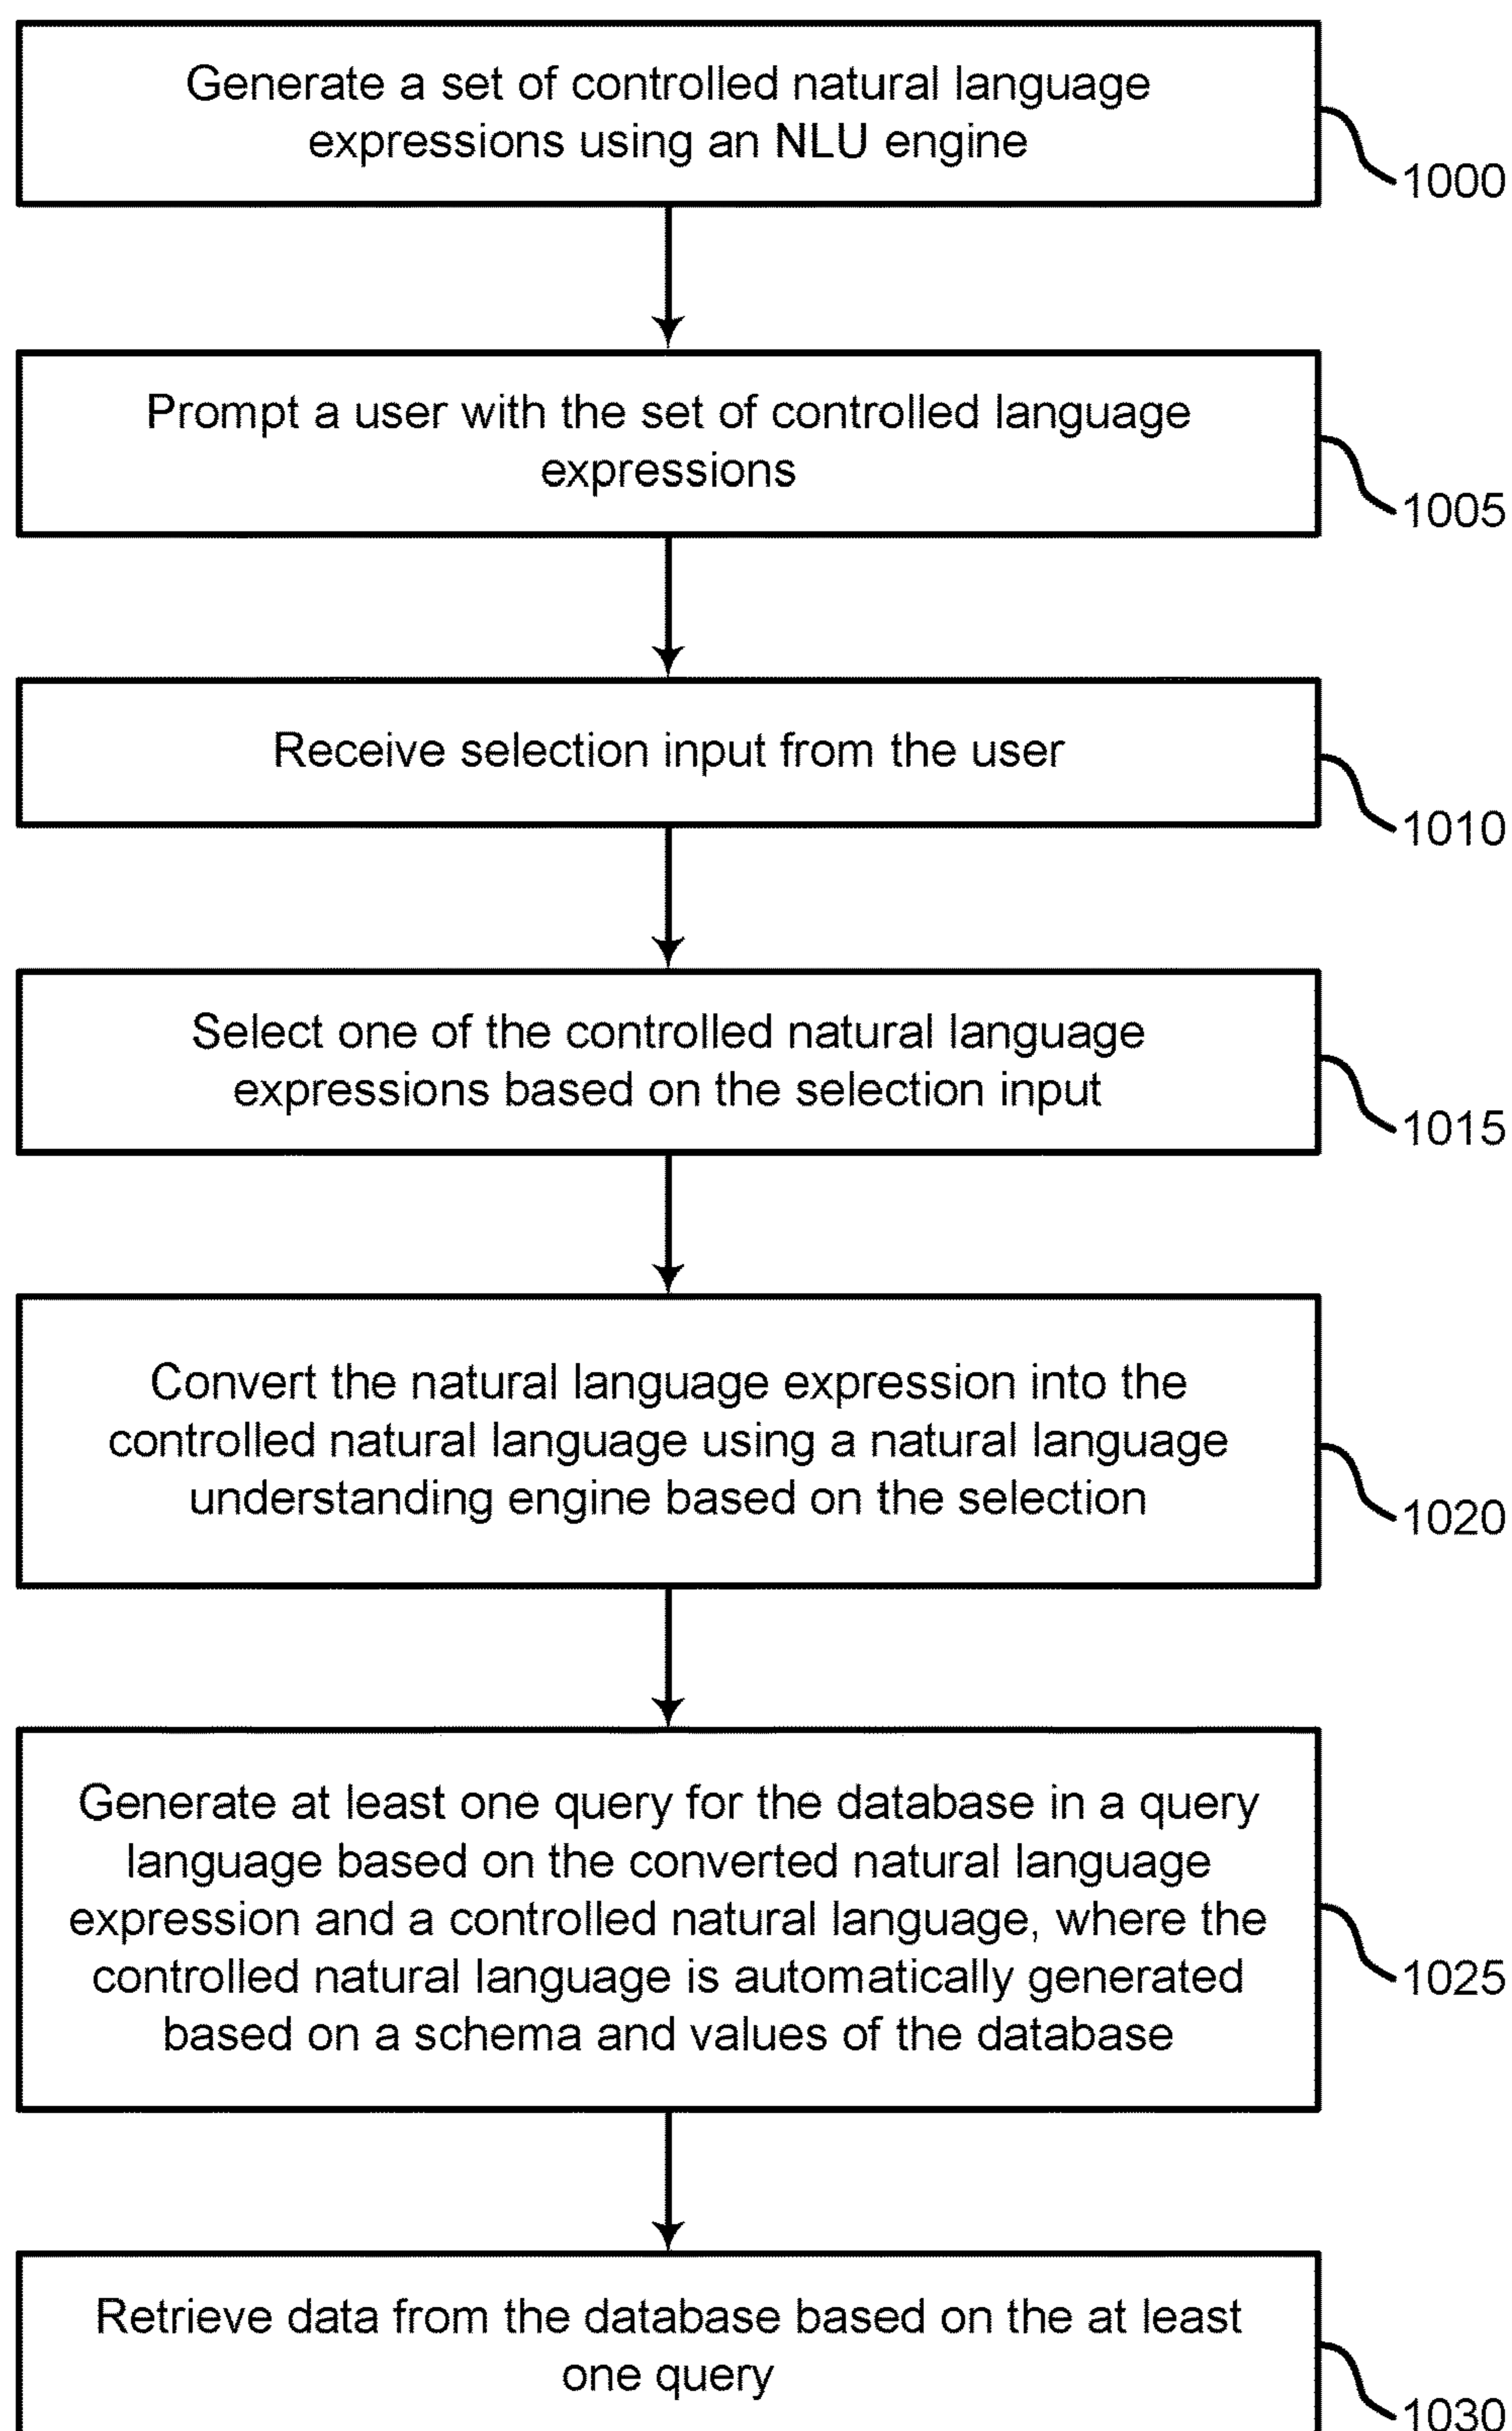 Generate a set of controlled natural language
expressions using an NLU engine
1000
Prompt a user with the set of controlled language
expressions
1005
Receive selection input from the user
1010
Select one of the controlled natural language
expressions based on the selection input
1015
Convert the natural language expression into the
controlled natural language using a natural language
understanding engine based on the selection
1020
Generate at least one query for the database in a query
language based on the converted natural language
expression and a controlled natural language, where the
controlled natural language is automatically generated
based on a schema and values of the database
1025
Retrieve data from the database based on the at least
one query
1030